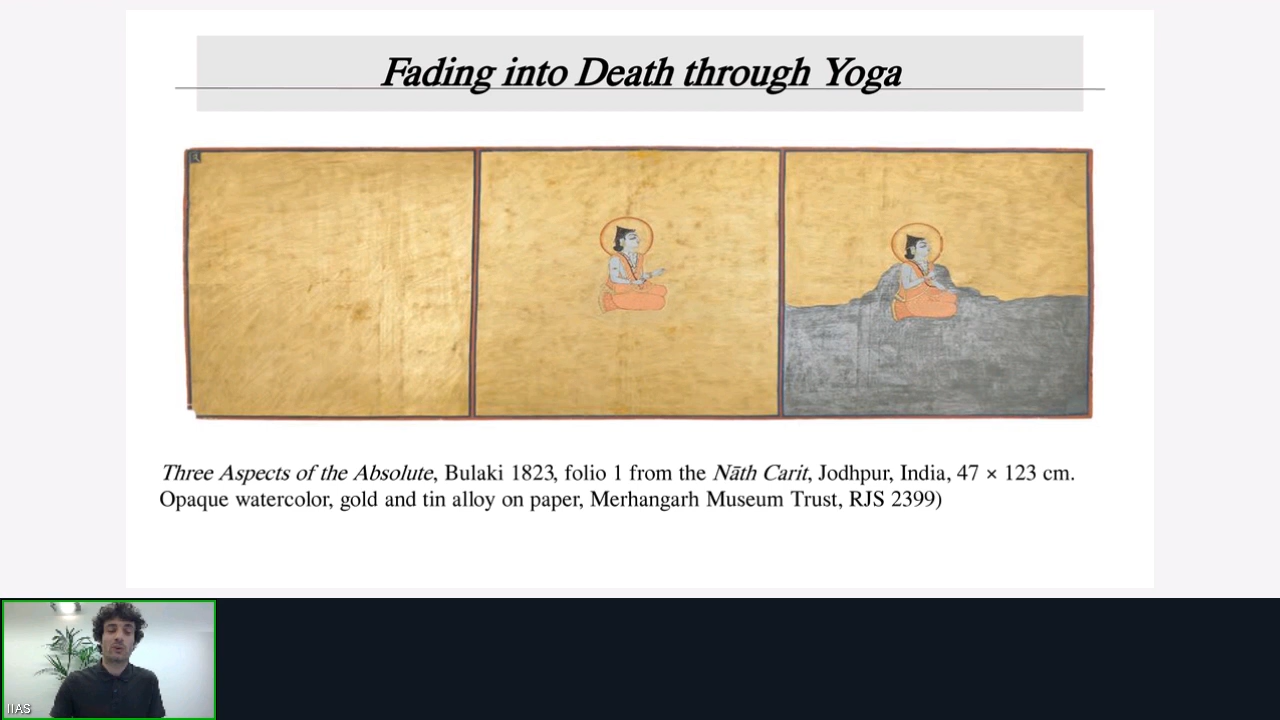 Fading into Death through Yoga
Three Aspects of the Absolute, Bulaki 1823, folio 1 from the Nāth Carit, Jodhpur, India, 47 × 123 cm.
Opaque watercolor, gold and tin alloy on paper, Merhangarh Museum Trust, RJS 2399)
IIAS